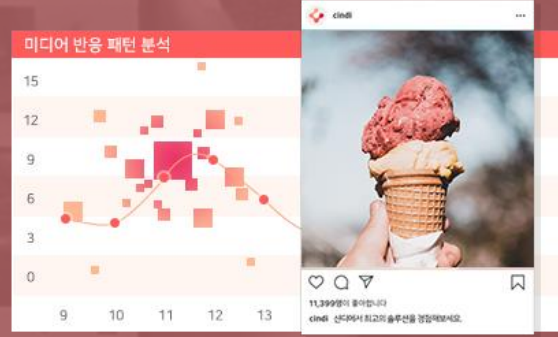 미디어 반응 패턴 분석
15
12
9
6
3
0
9 10 11 12 13
cindi
11,399명이 좋아합니다
cindi 신디에서 최고의 솔루션을 경험해보세요.